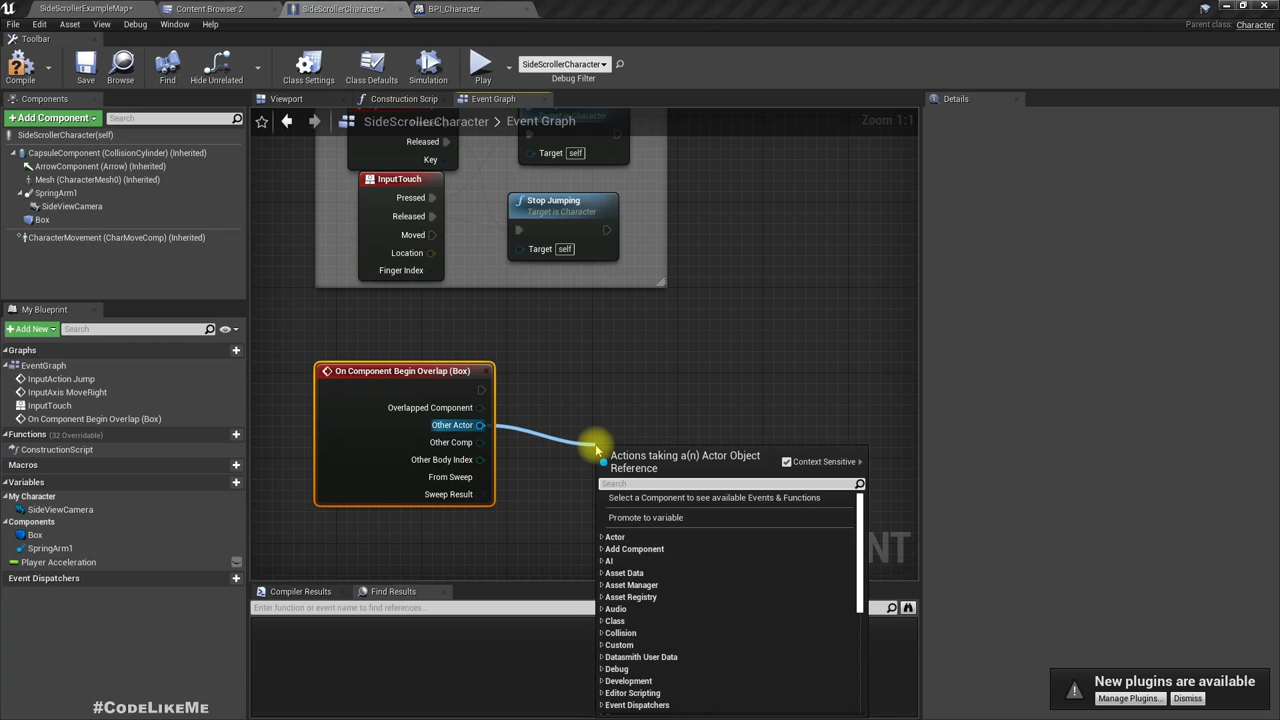 SideScrollerExampleMap*
Content Browser 2
SideScrollerCharacter*
BPI_Character
File Edit Asset View Debug Window Help
Parent class: Character
Toolbar
Compile
Save
Browse
Find
Hide Unrelated
Class Settings
Class Defaults
Simulation
Play
SideScrollerCharacter
Debug Filter
Components
+Add Component
Search
SideScrollerCharacter(self)
CapsuleComponent (CollisionCylinder) (Inherited)
ArrowComponent (Arrow) (Inherited)
Mesh (CharacterMesh0) (Inherited)
SpringArm1
SideViewCamera
Box
CharacterMovement (CharMoveComp) (Inherited)
My Blueprint
+Add New
Search
Graphs
EventGraph
InputAction Jump
InputAxis MoveRight
InputTouch
On Component Begin Overlap (Box)
Functions (32 Overridable)
ConstructionScript
Macros
Variables
My Character
SideViewCamera
Components
Box
SpringArm1
Player Acceleration
Event Dispatchers
Viewport
Construction Scrip
Event Graph
SideScrollerCharacter > Event Graph
Zoom 1:1
Released
Key
Target self
InputTouch
Pressed
Released
Moved
Location
Finger Index
Stop Jumping
Target is Character
Target self
On Component Begin Overlap (Box)
Overlapped Component
Other Actor
Other Comp
Other Body Index
From Sweep
Sweep Result
Actions taking a(n) Actor Object
Reference
Context Sensitive
Search
Select a Component to see available Events & Functions
Promote to variable
Actor
Add Component
AI
Asset Data
Asset Manager
Asset Registry
Audio
Class
Collision
Custom
Datasmith User Data
Debug
Development
Editor Scripting
Event Dispatchers
Compiler Results
Find Results
Enter function or event name to find references...
Details
New plugins are available
Manage Plugins...
Dismiss
#CodeLikeMe